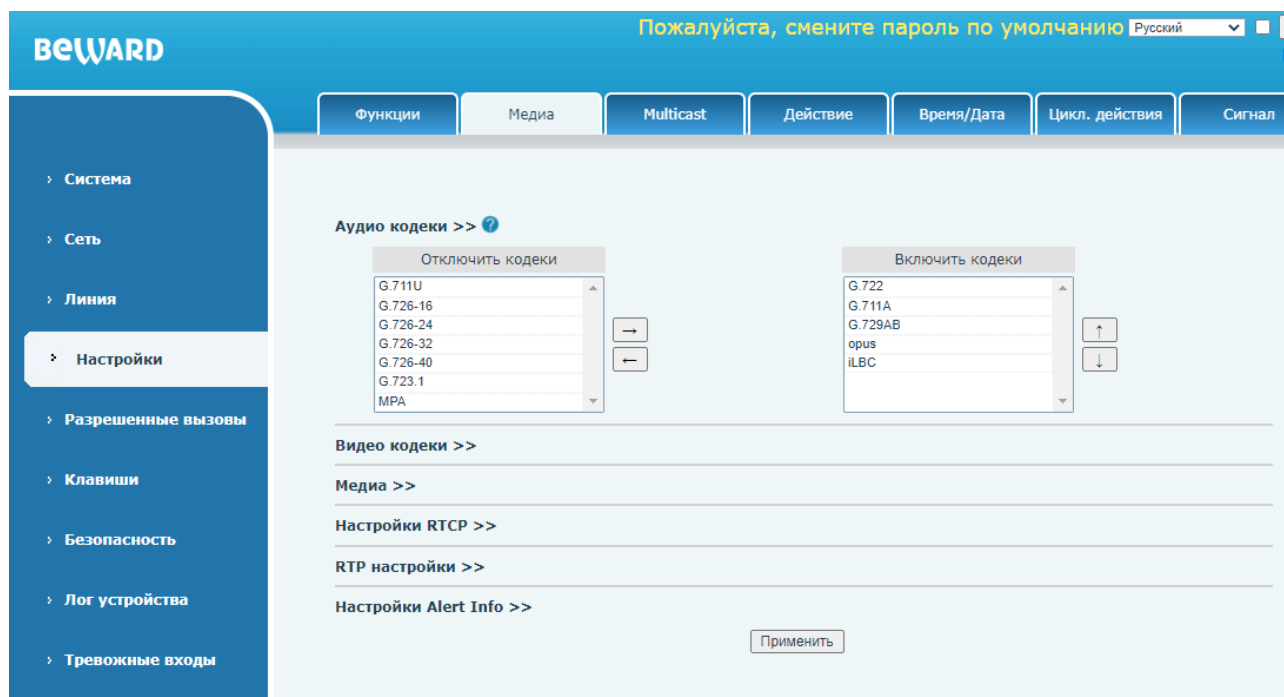 Пожалуйста, смените пароль по умолчанию Русский
BEWARD
Функции Медиа Multicast Действие Время/Дата Цикл. действия Сигнал
Система
Сеть
Линия
Настройки
Разрешенные вызовы
Клавиши
Безопасность
Лог устройства
Тревожные входы
Аудио кодеки >> ?
Отключить кодеки
G.711U
G.726-16
G.726-24
G.726-32
G.726-40
G.723.1
MPA
→
←
Включить кодеки
G.722
G.711A
G.729AB
opus
iLBC
↑
↓
Видео кодеки >>
Медиа >>
Настройки RTCP >>
RTP настройки >>
Настройки Alert Info >>
Применить